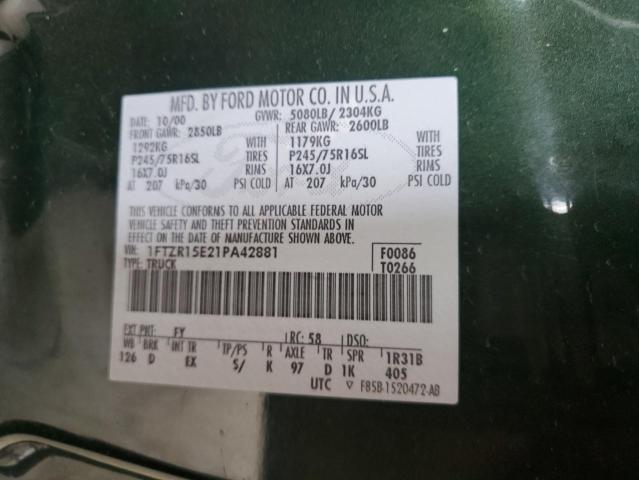 MFD. BY FORD MOTOR CO. IN U.S.A.
DATE: 10/00 GVWR: 5080LB/ 2304KG
FRONT GAWR: 2850LB REAR GAWR: 2600LB
1292KG WITH 1179KG WITH
P245/75R16SL TIRES P245/75R16SL TIRES
16X7.0J RIMS 16X7.0J RIMS
AT 207 kPa/30 PSI COLD AT 207 kPa/30 PSI COLD
THIS VEHICLE CONFORMS TO ALL APPLICABLE FEDERAL MOTOR
VEHICLE SAFETY AND THEFT PREVENTION STANDARDS IN
EFFECT ON THE DATE OF MANUFACTURE SHOWN ABOVE.
VIN: 1FTZR15E21PA42881 F0086
TYPE: TRUCK T0266
EXT PNT: FY RC: 58 DSO:
WB BRK INT TR TP/PS R AXLE TR SPR 1R31B
126 D EX S/ K 97 D 1K 405
UTC ▽ F85B-1520472-AB